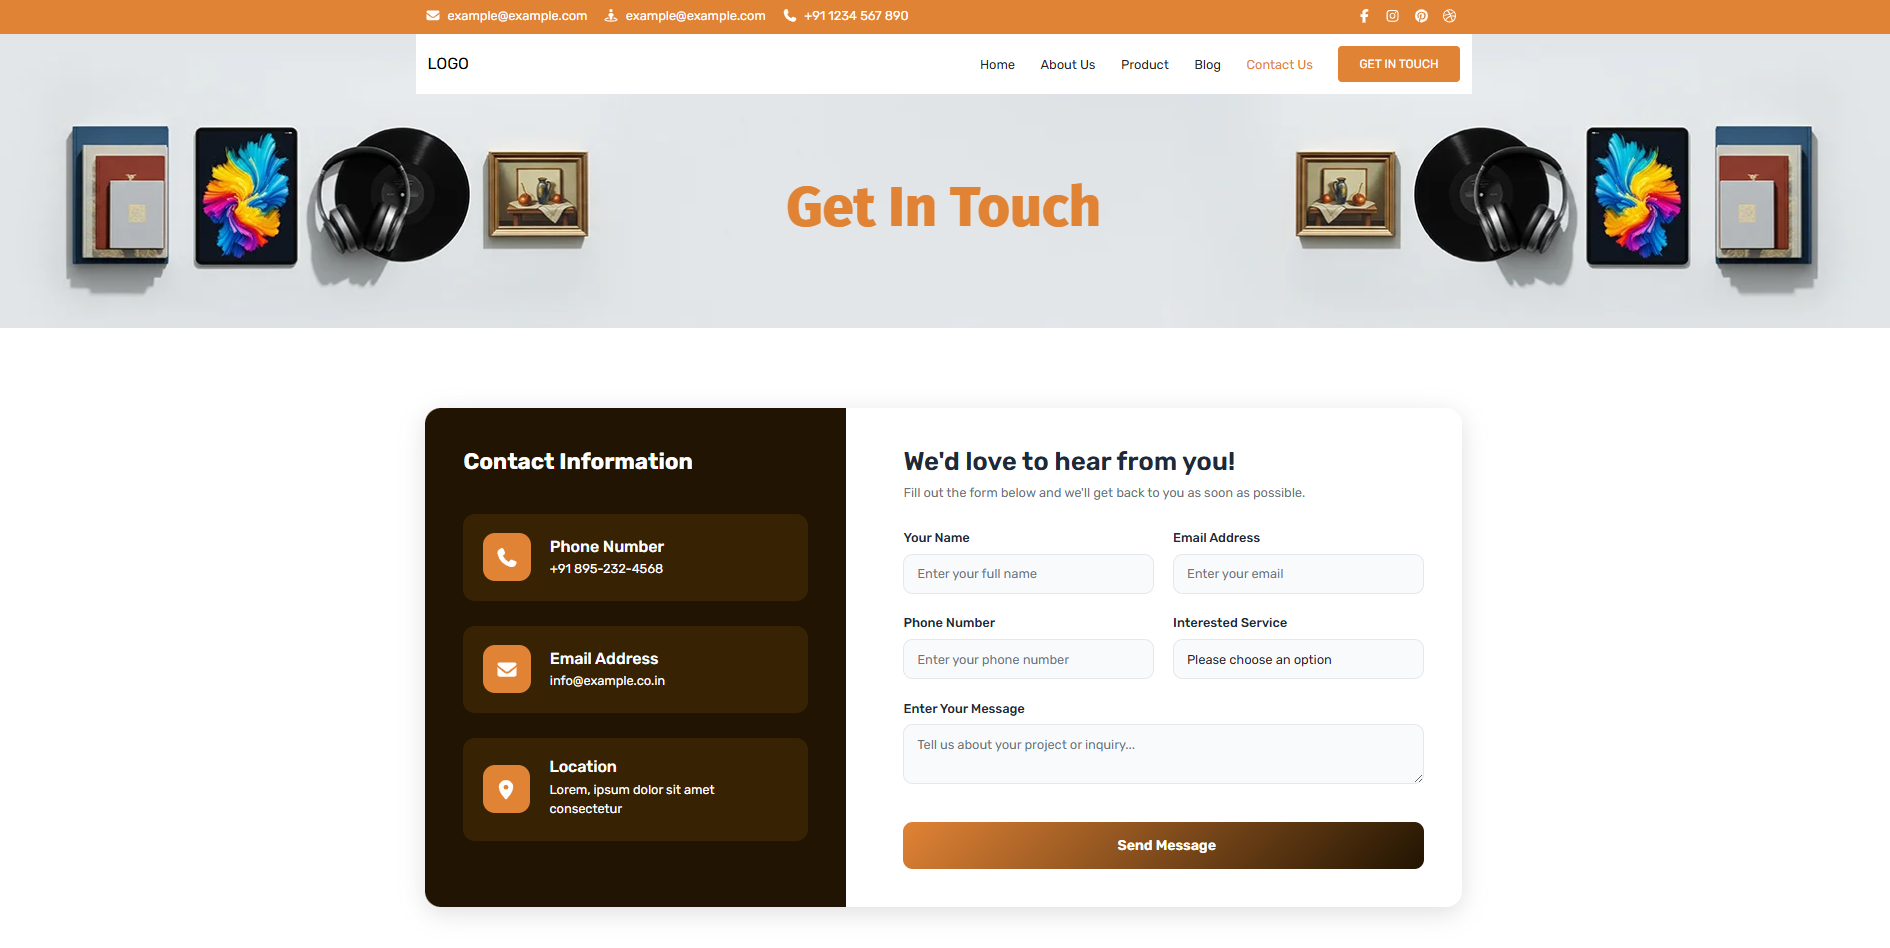 example@example.com example@example.com +91 1234 567 890
LOGO Home About Us Product Blog Contact Us GET IN TOUCH
Get In Touch
Contact Information
Phone Number
+91 895-232-4568
Email Address
info@example.co.in
Location
Lorem, ipsum dolor sit amet
consectetur
We'd love to hear from you!
Fill out the form below and we'll get back to you as soon as possible.
Your Name Email Address
Enter your full name Enter your email
Phone Number Interested Service
Enter your phone number Please choose an option
Enter Your Message
Tell us about your project or inquiry...
Send Message